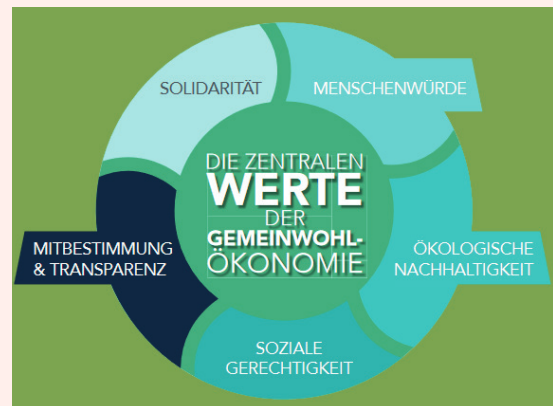 DIE ZENTRALEN
WERTE
DER
GEMEINWOHL-
ÖKONOMIE
SOLIDARITÄT
MENSCHENWÜRDE
ÖKOLOGISCHE
NACHHALTIGKEIT
SOZIALE
GERECHTIGKEIT
MITBESTIMMUNG
& TRANSPARENZ